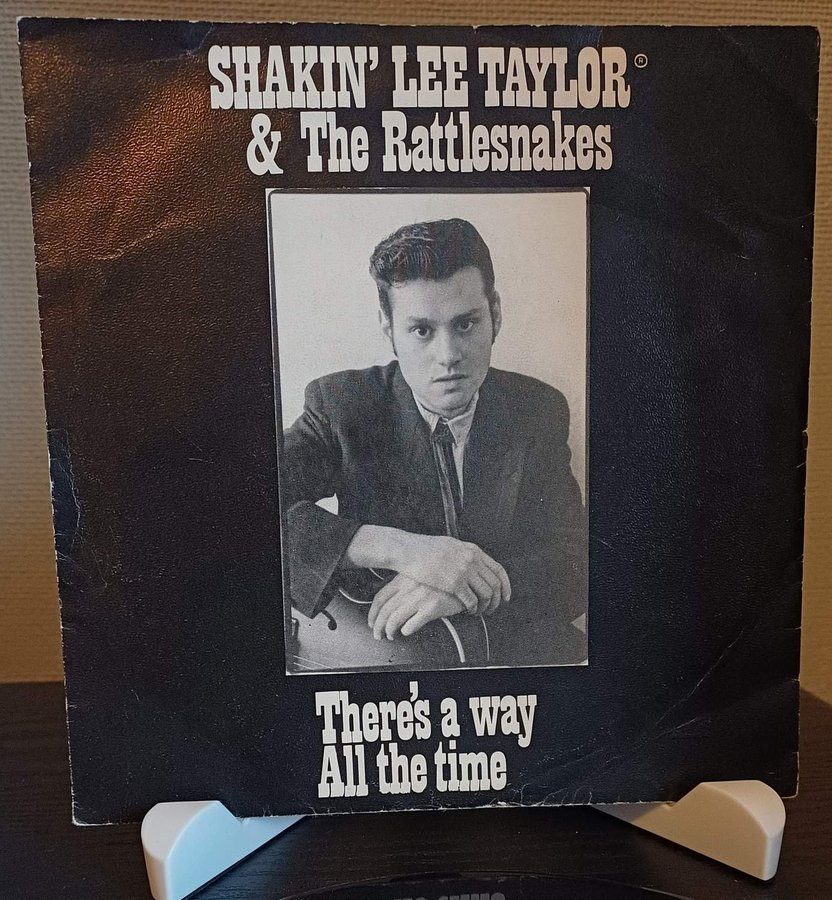 SHAKIN' LEE TAYLOR®
& The Rattlesnakes
There's a way
All the time